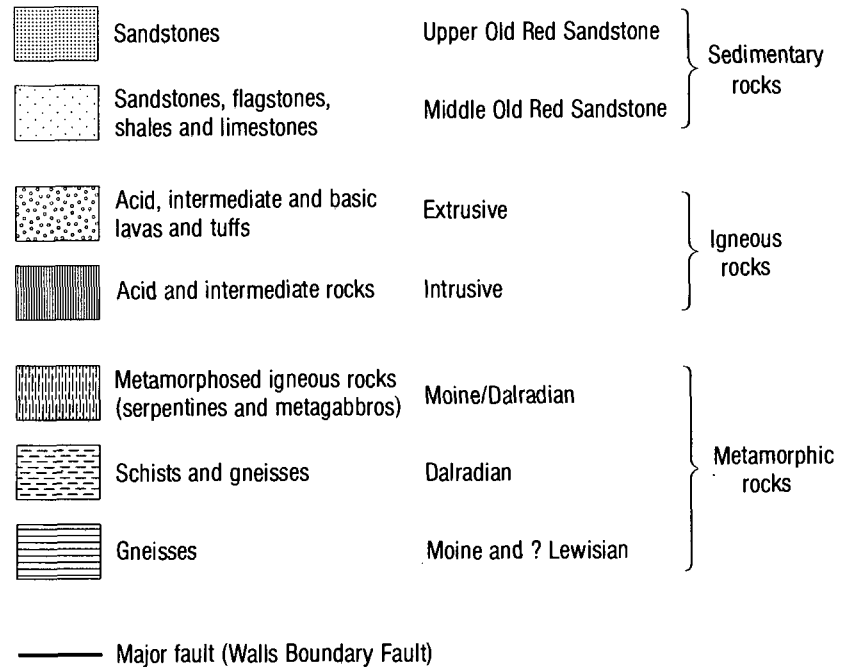 Sandstones
Upper Old Red Sandstone
Sandstones, flagstones,
shales and limestones
Middle Old Red Sandstone
Sedimentary
rocks
Acid, intermediate and basic
lavas and tuffs
Extrusive
Acid and intermediate rocks
Intrusive
Igneous
rocks
Metamorphosed igneous rocks
(serpentines and metagabbros)
Moine/Dalradian
Schists and gneisses
Dalradian
Gneisses
Moine and ? Lewisian
Metamorphic
rocks
Major fault (Walls Boundary Fault)